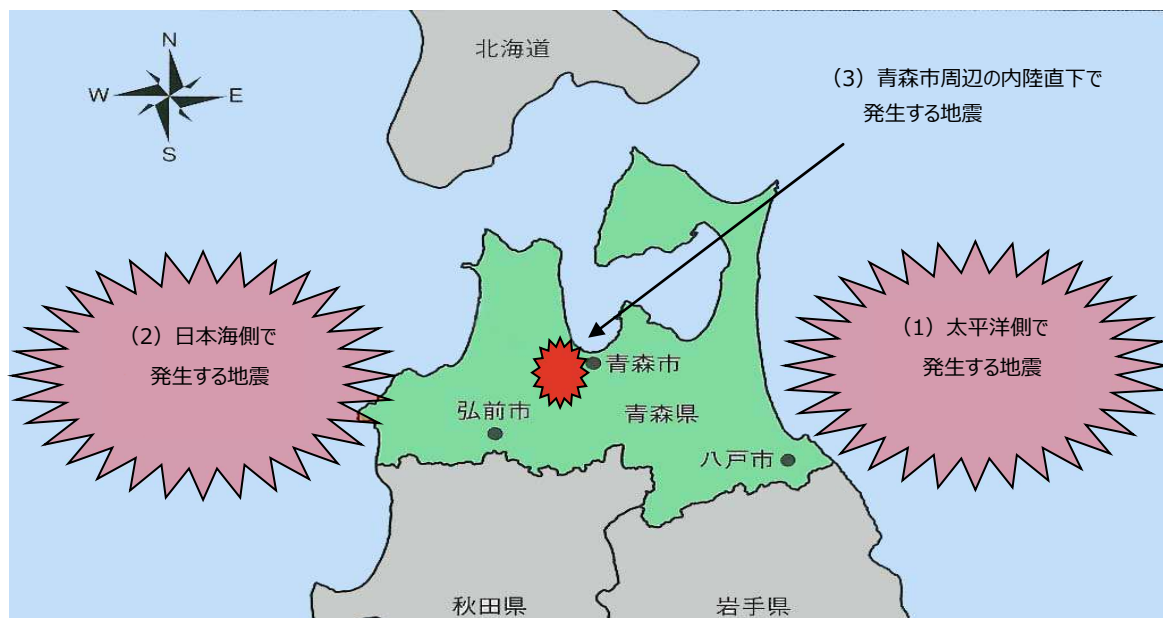 北海道
N
W
E
S
（3）青森市周辺の内陸直下で
発生する地震
（2）日本海側で
発生する地震
（1）太平洋側で
発生する地震
青森市
弘前市
青森県
八戸市
秋田県
岩手県